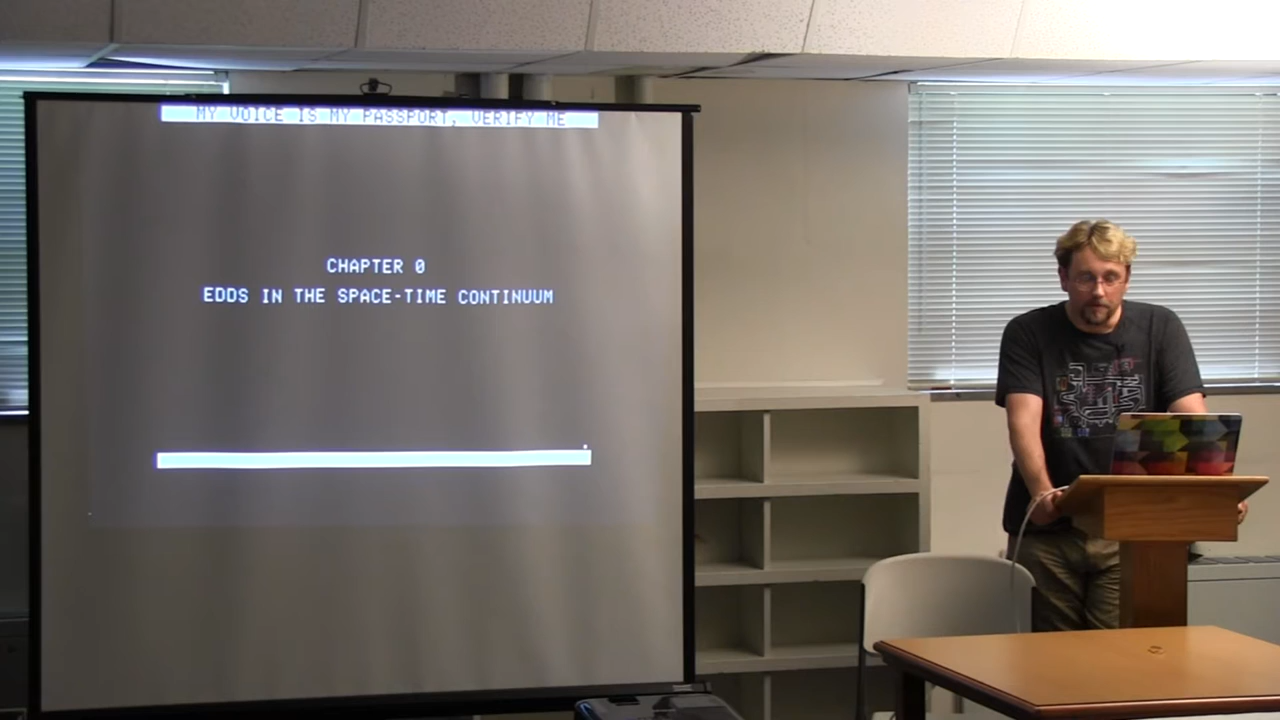 MY VOICE IS MY PASSPORT, VERIFY ME
CHAPTER 0
EDDS IN THE SPACE-TIME CONTINUUM